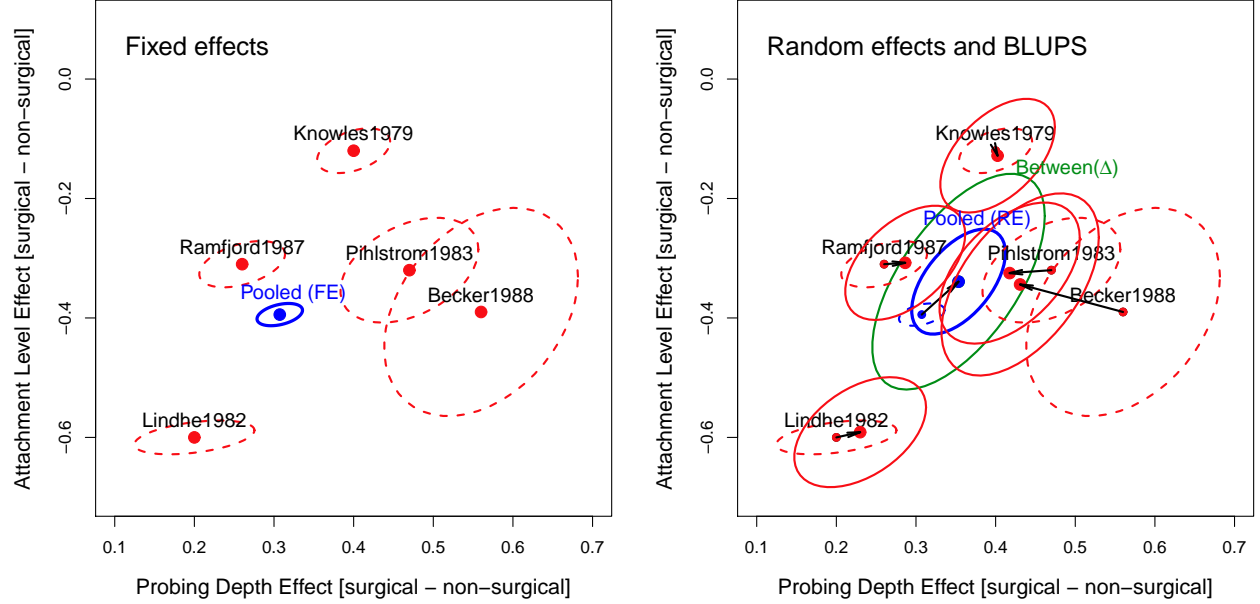 Fixed effects
Attachment Level Effect [surgical − non−surgical]
0.0
−0.2
−0.4
−0.6
Knowles1979
Ramfjord1987
Pihlstrom1983
Pooled (FE)
Becker1988
Lindhe1982
0.1 0.2 0.3 0.4 0.5 0.6 0.7
Probing Depth Effect [surgical − non−surgical]
Random effects and BLUPS
Attachment Level Effect [surgical − non−surgical]
0.0
−0.2
−0.4
−0.6
Knowles1979
Between(Δ)
Pooled (RE)
Ramfjord1987
Pihlstrom1983
Becker1988
Lindhe1982
0.1 0.2 0.3 0.4 0.5 0.6 0.7
Probing Depth Effect [surgical − non−surgical]